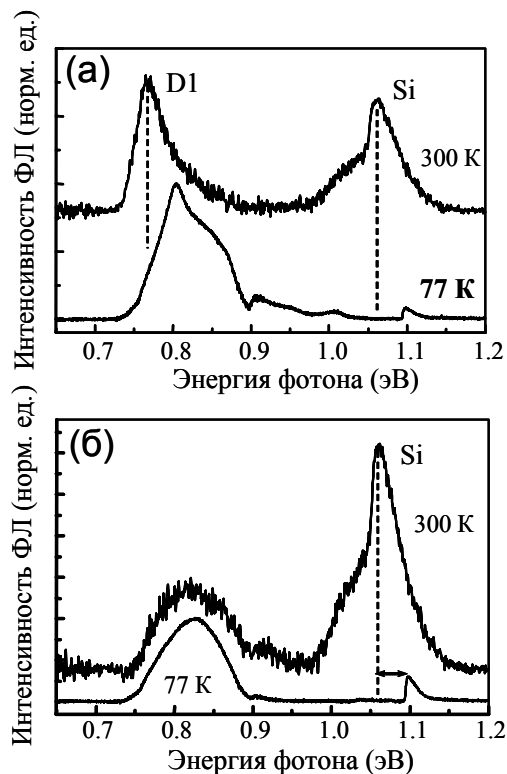 (а)
D1
Si
300 К
77 К
Интенсивность ФЛ (норм. ед.)
0.7 0.8 0.9 1.0 1.1 1.2
Энергия фотона (эВ)
(б)
Si
300 К
77 К
Интенсивность ФЛ (норм. ед.)
0.7 0.8 0.9 1.0 1.1 1.2
Энергия фотона (эВ)